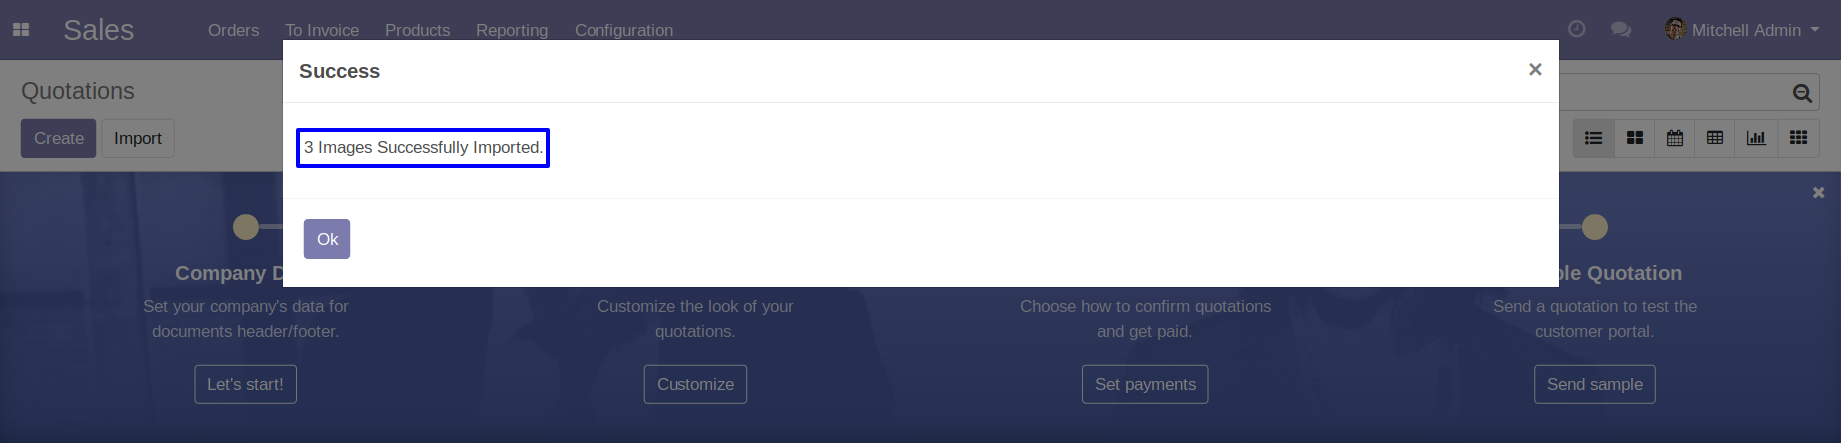 Sales
Orders To Invoice Products Reporting Configuration
Mitchell Admin
Success
×
Quotations
Create Import
3 Images Successfully Imported.
Ok
Company
Quotation
Set your company's data for
documents header/footer.
Customize the look of your
quotations.
Choose how to confirm quotations
and get paid.
Send a quotation to test the
customer portal.
Let's start!
Customize
Set payments
Send sample